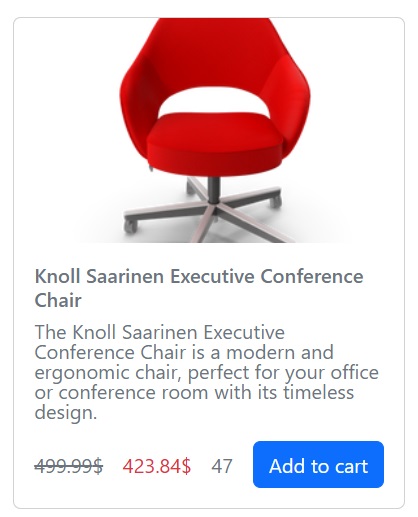 Knoll Saarinen Executive Conference
Chair
The Knoll Saarinen Executive
Conference Chair is a modern and
ergonomic chair, perfect for your office
or conference room with its timeless
design.
499.99$ 423.84$ 47 Add to cart